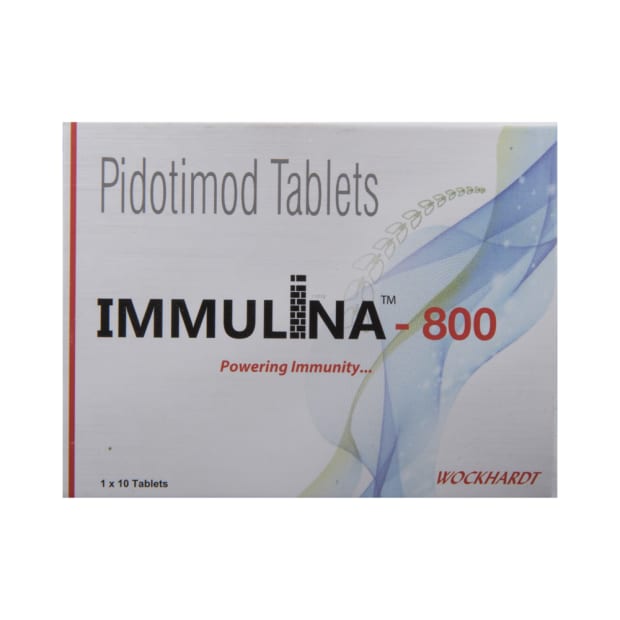 Pidotimod Tablets
IMMULINA™ - 800
Powering Immunity...
1 x 10 Tablets
WOCKHARDT